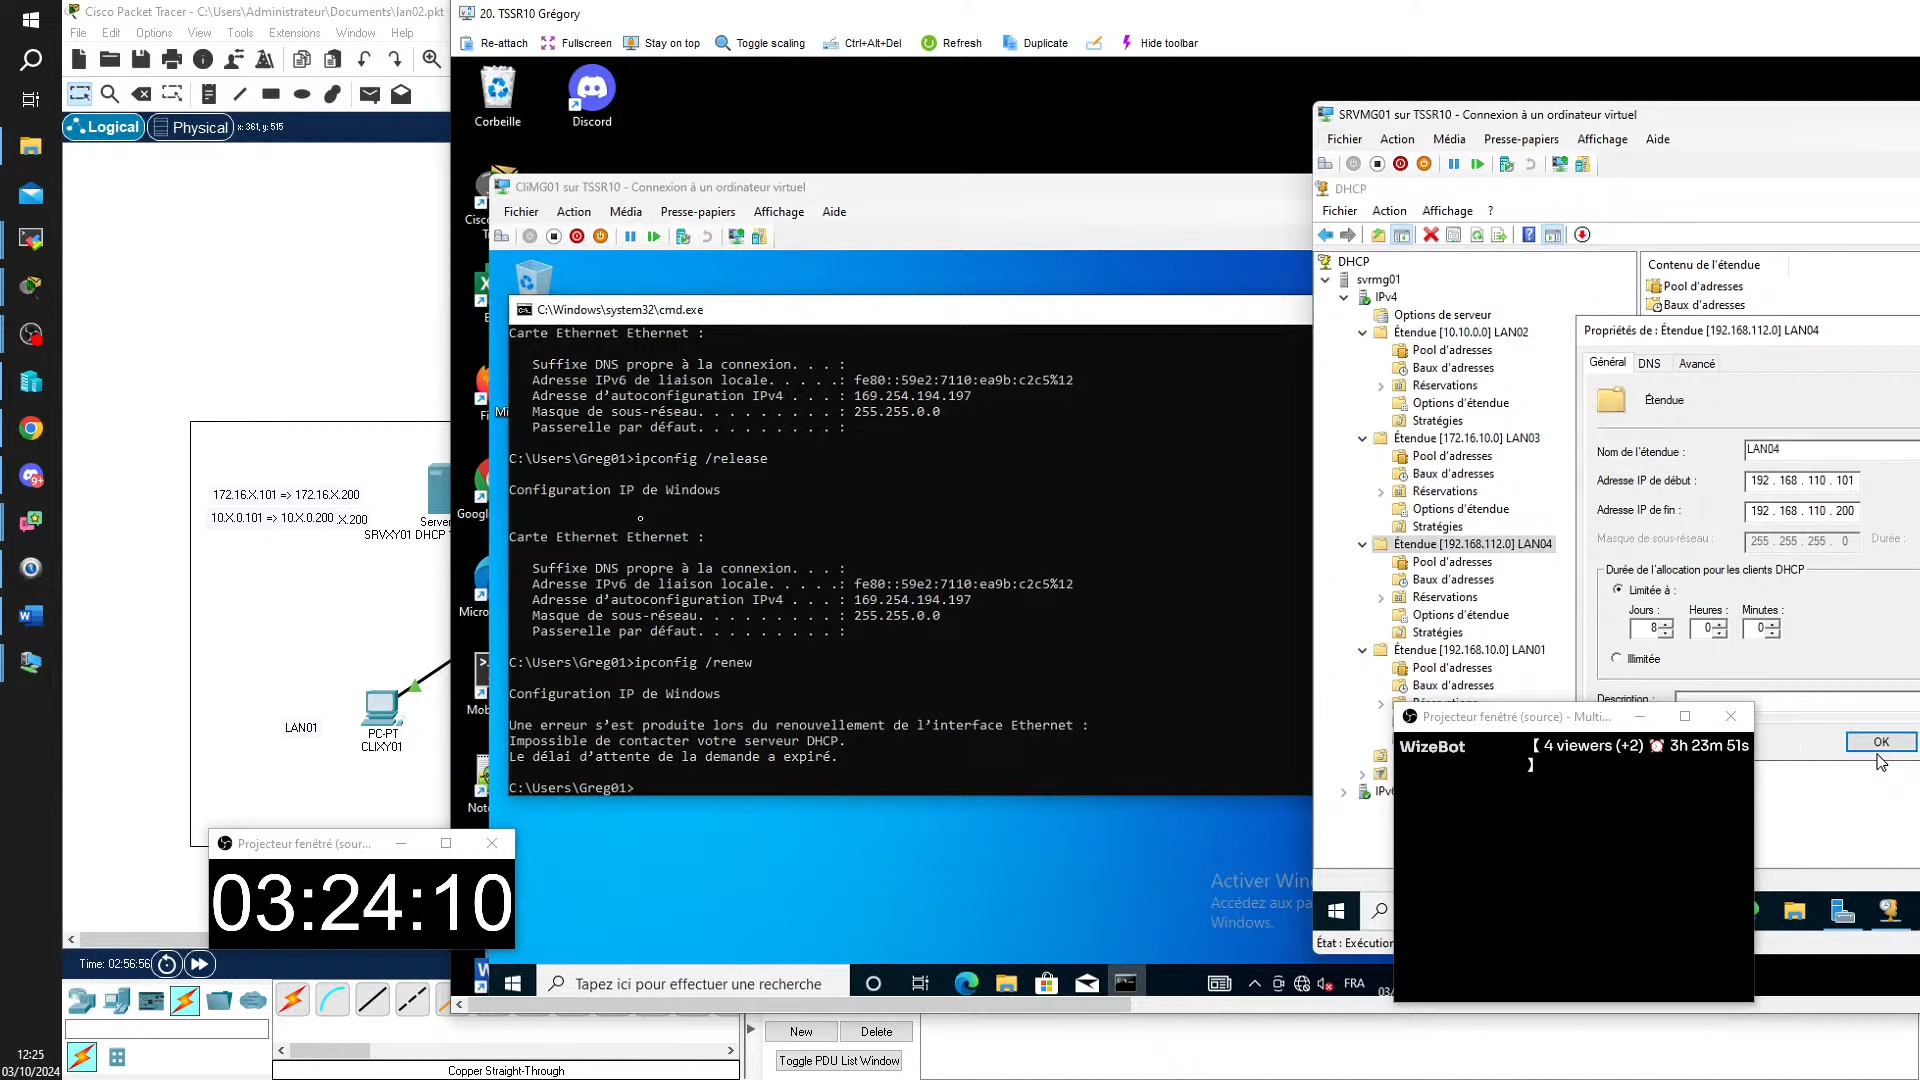 Cisco Packet Tracer - C:\Users\Administrateur\Documents\lan02.pkt
File Edit Options View Tools Extensions Window Help
Logical Physical x: 361, y: 515
172.16.X.101 => 172.16.X.200
10.X.0.101 => 10.X.0.200 .X.200
Server
SRVXY01 DHCP
LAN01
PC-PT
CLIXY01
Projecteur fenêtré (sour...
03:24:10
Time: 02:56:56
Copper Straight-Through
New Delete
Toggle PDU List Window
12:25
03/10/2024
20. TSSR10 Grégory
Re-attach Fullscreen Stay on top Toggle scaling Ctrl+Alt+Del Refresh Duplicate Hide toolbar
Corbeille
Discord
Cisc
Google
Micro
Mob
Note
CliMG01 sur TSSR10 - Connexion à un ordinateur virtuel
Fichier Action Média Presse-papiers Affichage Aide
C:\Windows\system32\cmd.exe
Carte Ethernet Ethernet :
Suffixe DNS propre à la connexion. . . :
Adresse IPv6 de liaison locale. . . . .: fe80::59e2:7110:ea9b:c2c5%12
Adresse d'autoconfiguration IPv4 . . . : 169.254.194.197
Masque de sous-réseau. . . . . . . . . : 255.255.0.0
Passerelle par défaut. . . . . . . . . :
C:\Users\Greg01>ipconfig /release
Configuration IP de Windows
Carte Ethernet Ethernet :
Suffixe DNS propre à la connexion. . . :
Adresse IPv6 de liaison locale. . . . .: fe80::59e2:7110:ea9b:c2c5%12
Adresse d'autoconfiguration IPv4 . . . : 169.254.194.197
Masque de sous-réseau. . . . . . . . . : 255.255.0.0
Passerelle par défaut. . . . . . . . . :
C:\Users\Greg01>ipconfig /renew
Configuration IP de Windows
Une erreur s'est produite lors du renouvellement de l'interface Ethernet :
Impossible de contacter votre serveur DHCP.
Le délai d'attente de la demande a expiré.
C:\Users\Greg01>
Activer Win
Accédez aux pa
Windows.
Tapez ici pour effectuer une recherche
FRA
03/
SRVMG01 sur TSSR10 - Connexion à un ordinateur virtuel
Fichier Action Média Presse-papiers Affichage Aide
DHCP
Fichier Action Affichage ?
DHCP
svrmg01
IPv4
Options de serveur
Étendue [10.10.0.0] LAN02
Pool d'adresses
Baux d'adresses
Réservations
Options d'étendue
Stratégies
Étendue [172.16.10.0] LAN03
Pool d'adresses
Baux d'adresses
Réservations
Options d'étendue
Stratégies
Étendue [192.168.112.0] LAN04
Pool d'adresses
Baux d'adresses
Réservations
Options d'étendue
Stratégies
Étendue [192.168.10.0] LAN01
Pool d'adresses
Baux d'adresses
IPv6
État : Exécution
Contenu de l'étendue
Pool d'adresses
Baux d'adresses
Propriétés de : Étendue [192.168.112.0] LAN04
Général DNS Avancé
Étendue
Nom de l'étendue : LAN04
Adresse IP de début : 192 . 168 . 110 . 101
Adresse IP de fin : 192 . 168 . 110 . 200
Masque de sous-réseau : 255 . 255 . 255 . 0 Durée :
Durée de l'allocation pour les clients DHCP
Limitée à :
Jours : Heures : Minutes :
8 0 0
Illimitée
Description :
OK
Projecteur fenêtré (source) - Multi...
WizeBot 【 4 viewers (+2) ⏰ 3h 23m 51s
】